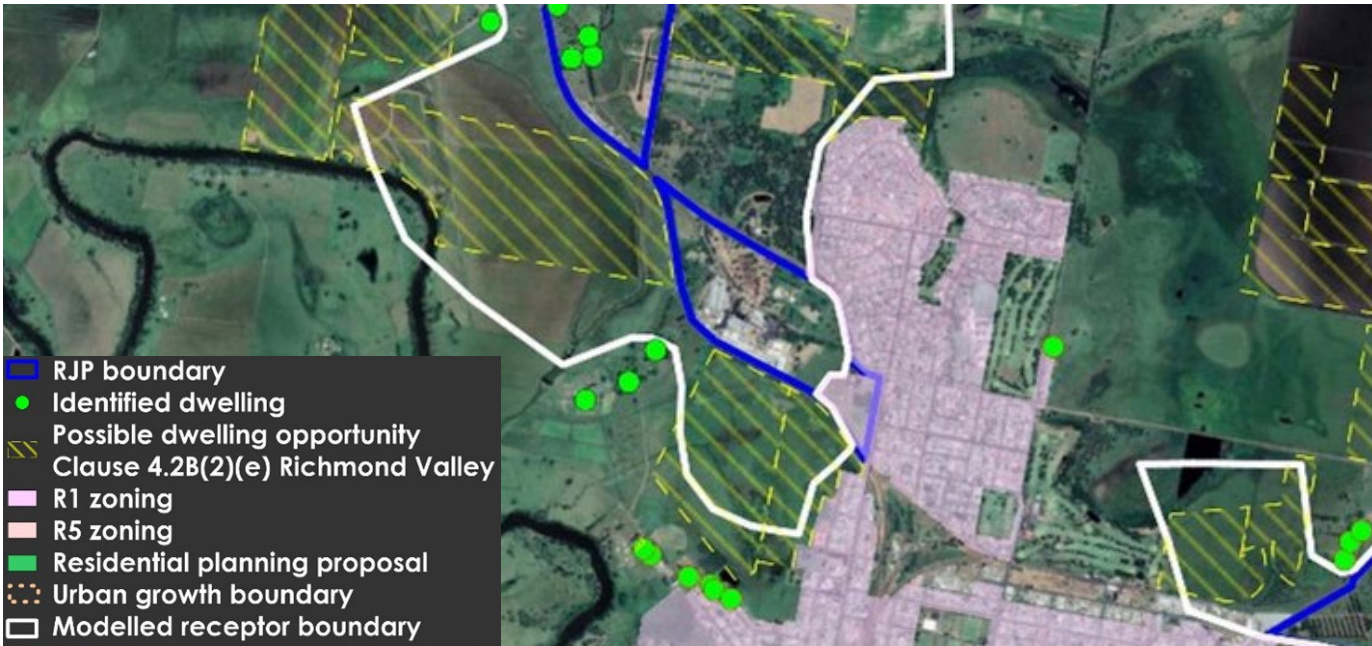 RJP boundary
Identified dwelling
Possible dwelling opportunity
Clause 4.2B(2)(e) Richmond Valley
R1 zoning
R5 zoning
Residential planning proposal
Urban growth boundary
Modelled receptor boundary